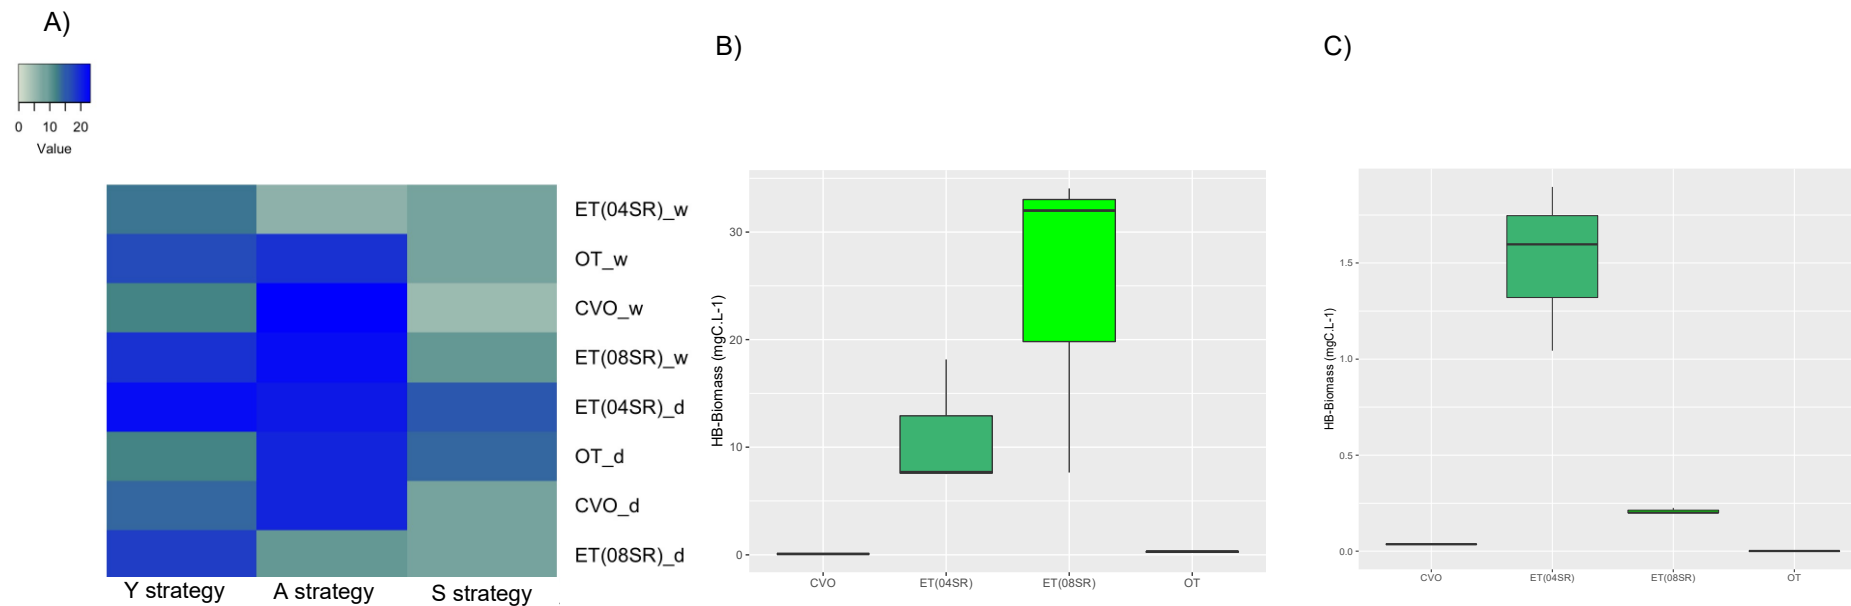 A)
0 10 20
Value
ET(04SR)_w
OT_w
CVO_w
ET(08SR)_w
ET(04SR)_d
OT_d
CVO_d
ET(08SR)_d
Y strategy A strategy S strategy
B)
HB-Biomass (mgC.L-1)
30
20
10
0
CVO ET(04SR) ET(08SR) OT
C)
HB-Biomass (mgC.L-1)
1.5
1.0
0.5
0.0
CVO ET(04SR) ET(08SR) OT